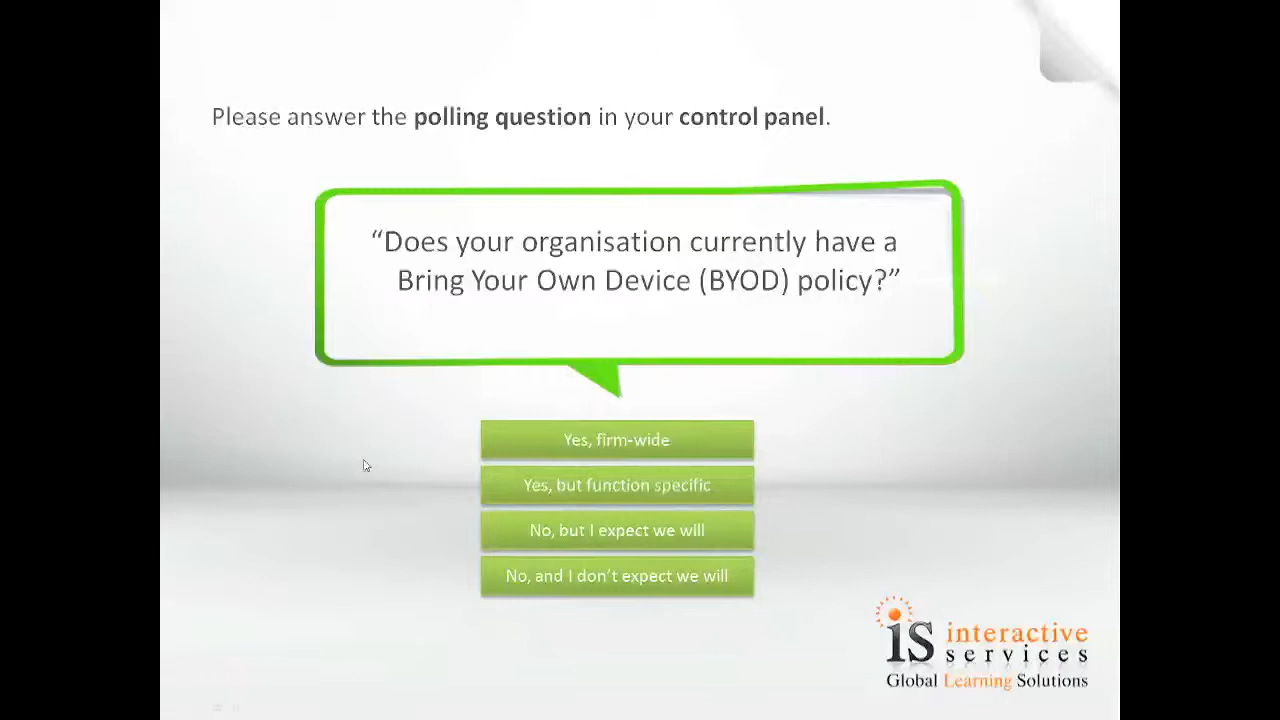 Please answer the polling question in your control panel.
“Does your organisation currently have a
Bring Your Own Device (BYOD) policy?”
Yes, firm-wide
Yes, but function specific
No, but I expect we will
No, and I don’t expect we will
is interactive
services
Global Learning Solutions